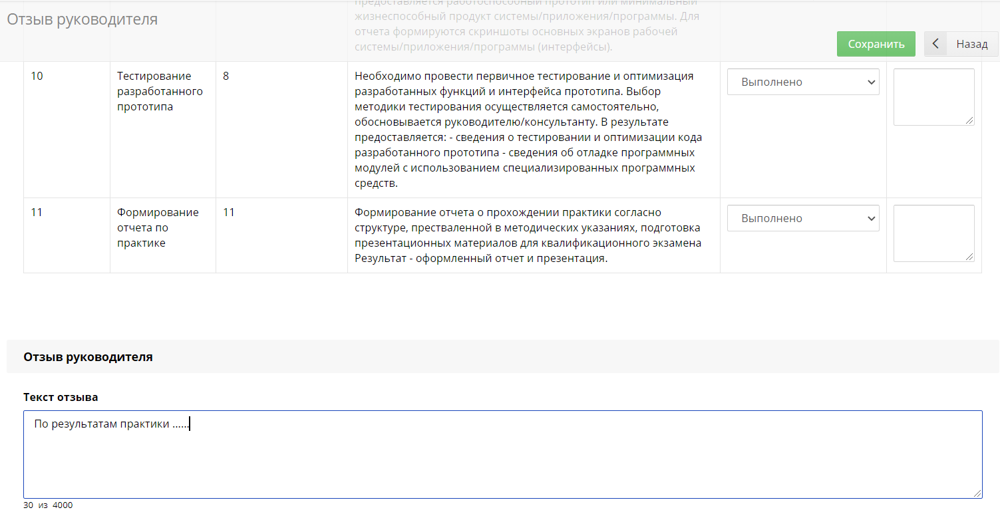 предоставляется работоспособный прототип или минимальный
Отзыв руководителя
жизнеспособный продукт системы/приложения/программы. Для
отчета формируются скриншоты основных экранов рабочей
системы/приложения/программы (интерфейсы).
Сохранить
Назад
10
Тестирование
разработанного
прототипа
8
Необходимо провести первичное тестирование и оптимизация
разработанных функций и интерфейса прототипа. Выбор
методики тестирования осуществляется самостоятельно,
обосновывается руководителю/консультанту. В результате
предоставляется: - сведения о тестировании и оптимизации кода
разработанного прототипа - сведения об отладке программных
модулей с использованием специализированных программных
средств.
Выполнено
11
Формирование
отчета по
практике
11
Формирование отчета о прохождении практики согласно
структуре, престваленной в методических указаниях, подготовка
презентационных материалов для квалификационного экзамена
Результат - оформленный отчет и презентация.
Выполнено
Отзыв руководителя
Текст отзыва
По результатам практики ......
30 из 4000